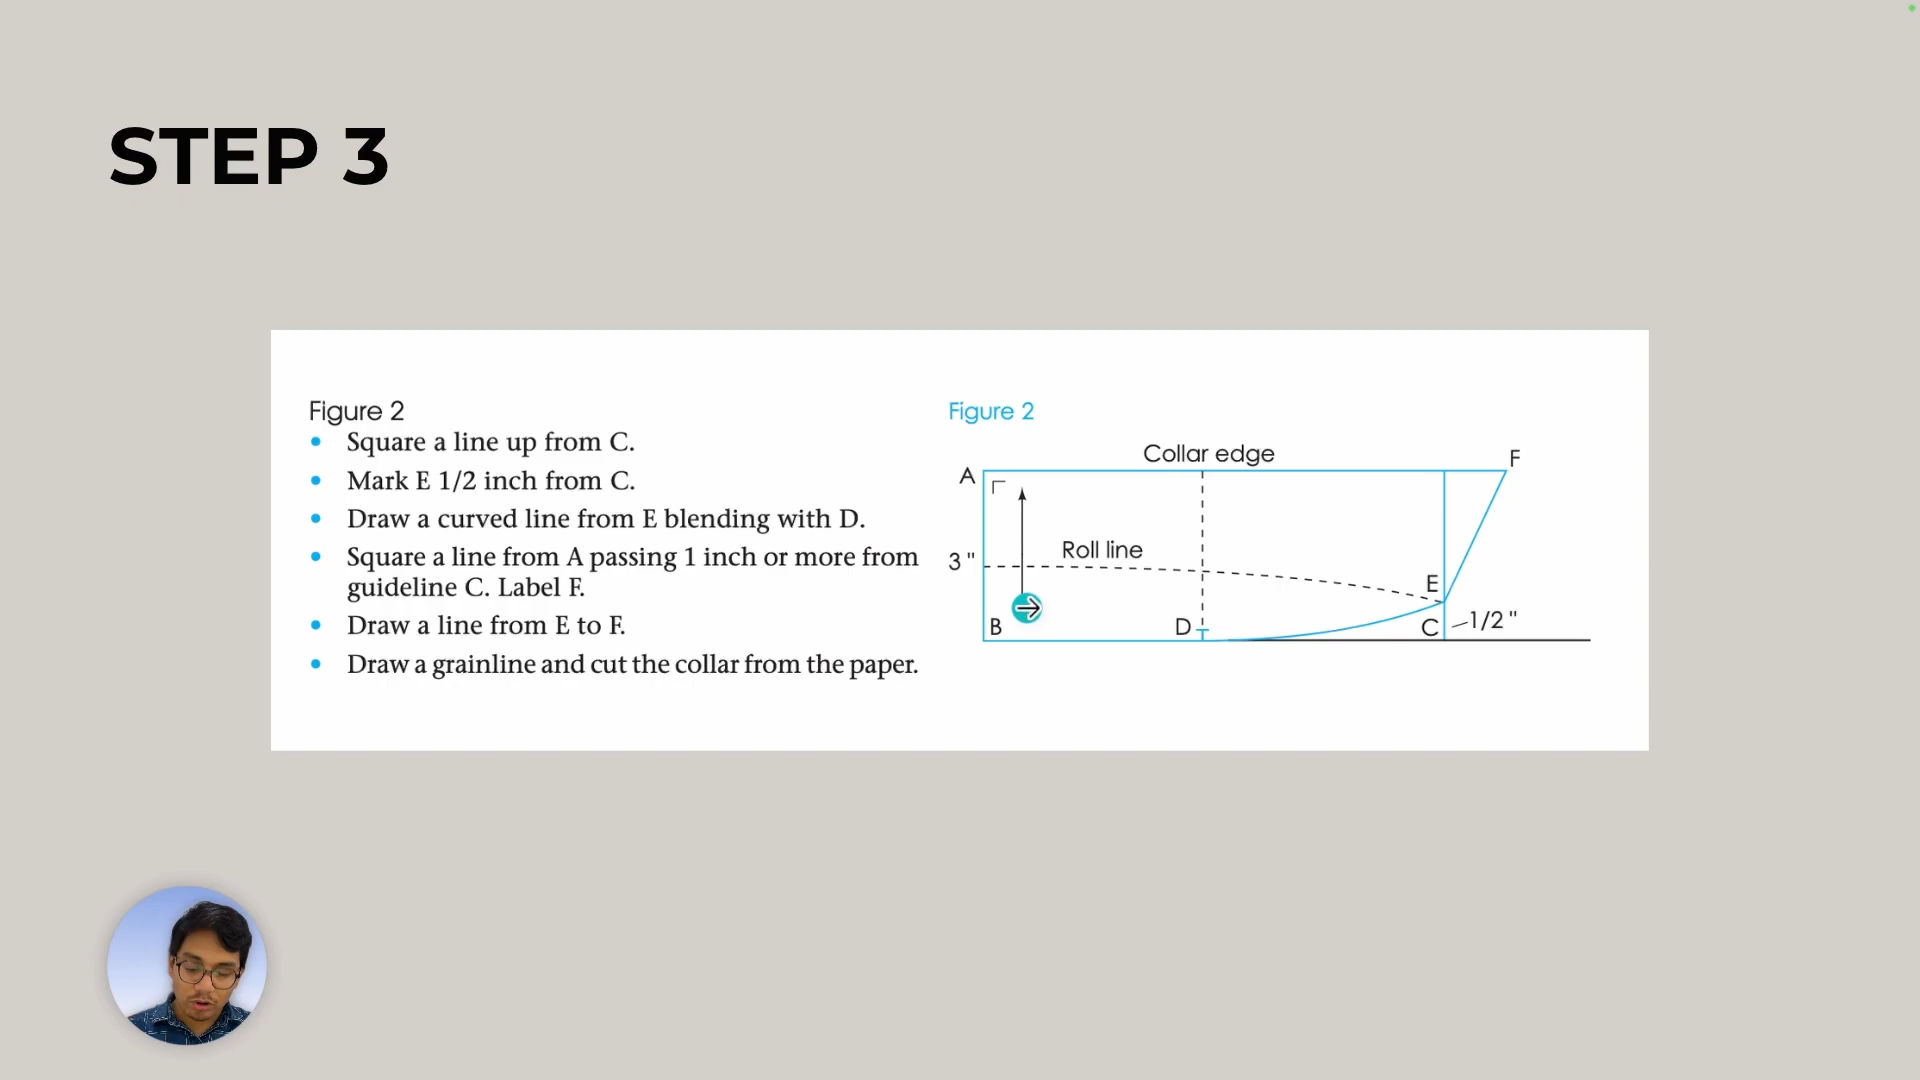 STEP 3
Figure 2
• Square a line up from C.
• Mark E 1/2 inch from C.
• Draw a curved line from E blending with D.
• Square a line from A passing 1 inch or more from
guideline C. Label F.
• Draw a line from E to F.
• Draw a grainline and cut the collar from the paper.
Figure 2
Collar edge
F
A
Roll line
3 "
E
B
D
C
1/2 "